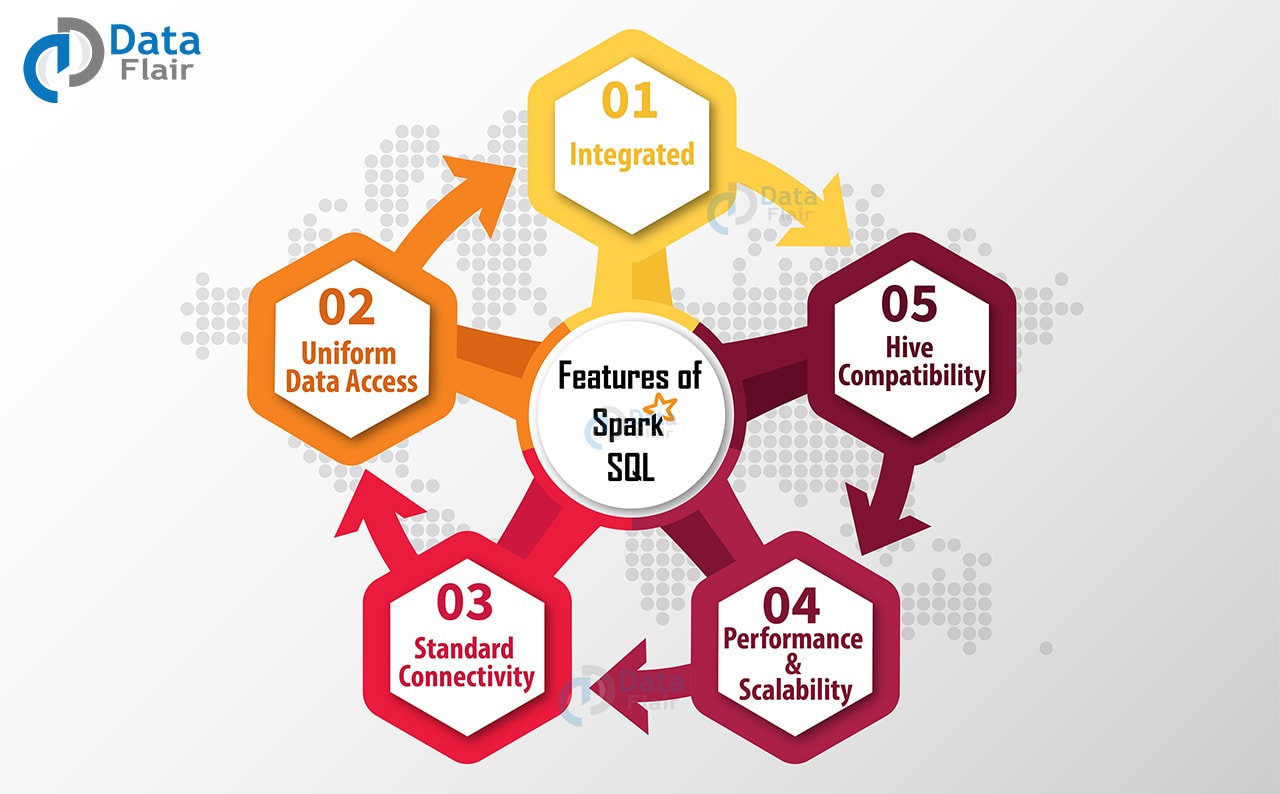 Data
Flair
01
Integrated
Data
Flair
02
Uniform
Data Access
05
Hive
Compatibility
Features of
Spark
SQL
Data
Flair
03
Standard
Connectivity
04
Performance
&
Scalability
Data
Flair